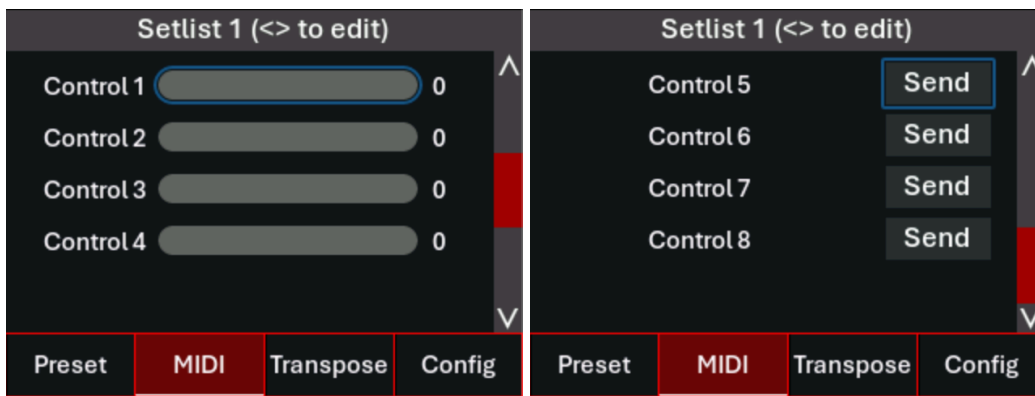 Setlist 1 (<> to edit)
Control 1 0
Control 2 0
Control 3 0
Control 4 0
Preset MIDI Transpose Config
Setlist 1 (<> to edit)
Control 5 Send
Control 6 Send
Control 7 Send
Control 8 Send
Preset MIDI Transpose Config